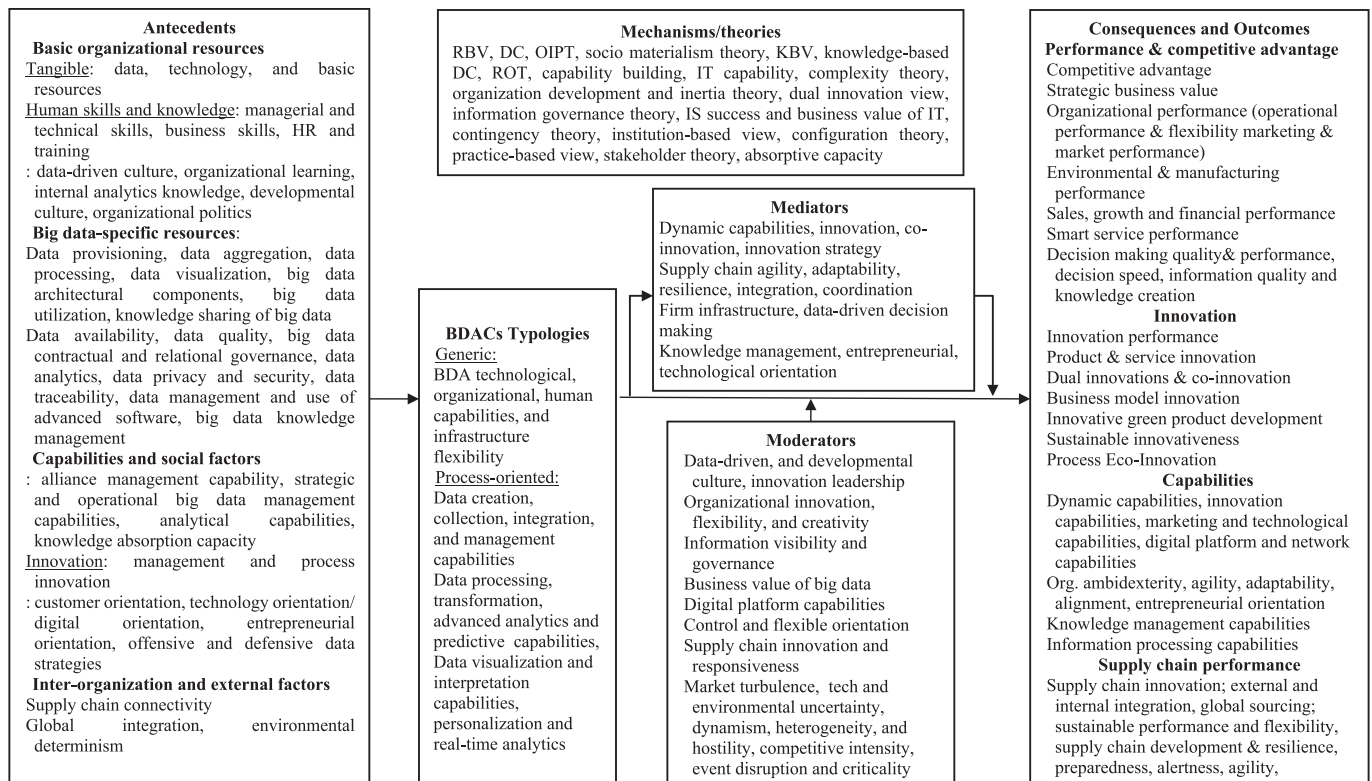 Antecedents
Basic organizational resources
Tangible: data, technology, and basic
resources
Human skills and knowledge: managerial and
technical skills, business skills, HR and
training
: data-driven culture, organizational learning,
internal analytics knowledge, developmental
culture, organizational politics
Big data-specific resources:
Data provisioning, data aggregation, data
processing, data visualization, big data
architectural components, big data
utilization, knowledge sharing of big data
Data availability, data quality, big data
contractual and relational governance, data
analytics, data privacy and security, data
traceability, data management and use of
advanced software, big data knowledge
management
Capabilities and social factors
: alliance management capability, strategic
and operational big data management
capabilities, analytical capabilities,
knowledge absorption capacity
Innovation: management and process
innovation
: customer orientation, technology orientation/
digital orientation, entrepreneurial
orientation, offensive and defensive data
strategies
Inter-organization and external factors
Supply chain connectivity
Global integration, environmental
determinism
BDACs Typologies
Generic:
BDA technological,
organizational, human
capabilities, and
infrastructure
flexibility
Process-oriented:
Data creation,
collection, integration,
and management
capabilities
Data processing,
transformation,
advanced analytics and
predictive capabilities,
Data visualization and
interpretation
capabilities,
personalization and
real-time analytics
Mechanisms/theories
RBV, DC, OIPT, socio materialism theory, KBV, knowledge-based
DC, ROT, capability building, IT capability, complexity theory,
organization development and inertia theory, dual innovation view,
information governance theory, IS success and business value of IT,
contingency theory, institution-based view, configuration theory,
practice-based view, stakeholder theory, absorptive capacity
Mediators
Dynamic capabilities, innovation, co-
innovation, innovation strategy
Supply chain agility, adaptability,
resilience, integration, coordination
Firm infrastructure, data-driven decision
making
Knowledge management, entrepreneurial,
technological orientation
Moderators
Data-driven, and developmental
culture, innovation leadership
Organizational innovation,
flexibility, and creativity
Information visibility and
governance
Business value of big data
Digital platform capabilities
Control and flexible orientation
Supply chain innovation and
responsiveness
Market turbulence, tech and
environmental uncertainty,
dynamism, heterogeneity, and
hostility, competitive intensity,
event disruption and criticality
Consequences and Outcomes
Performance & competitive advantage
Competitive advantage
Strategic business value
Organizational performance (operational
performance & flexibility marketing &
market performance)
Environmental & manufacturing
performance
Sales, growth and financial performance
Smart service performance
Decision making quality& performance,
decision speed, information quality and
knowledge creation
Innovation
Innovation performance
Product & service innovation
Dual innovations & co-innovation
Business model innovation
Innovative green product development
Sustainable innovativeness
Process Eco-Innovation
Capabilities
Dynamic capabilities, innovation
capabilities, marketing and technological
capabilities, digital platform and network
capabilities
Org. ambidexterity, agility, adaptability,
alignment, entrepreneurial orientation
Knowledge management capabilities
Information processing capabilities
Supply chain performance
Supply chain innovation; external and
internal integration, global sourcing;
sustainable performance and flexibility,
supply chain development & resilience,
preparedness, alertness, agility,